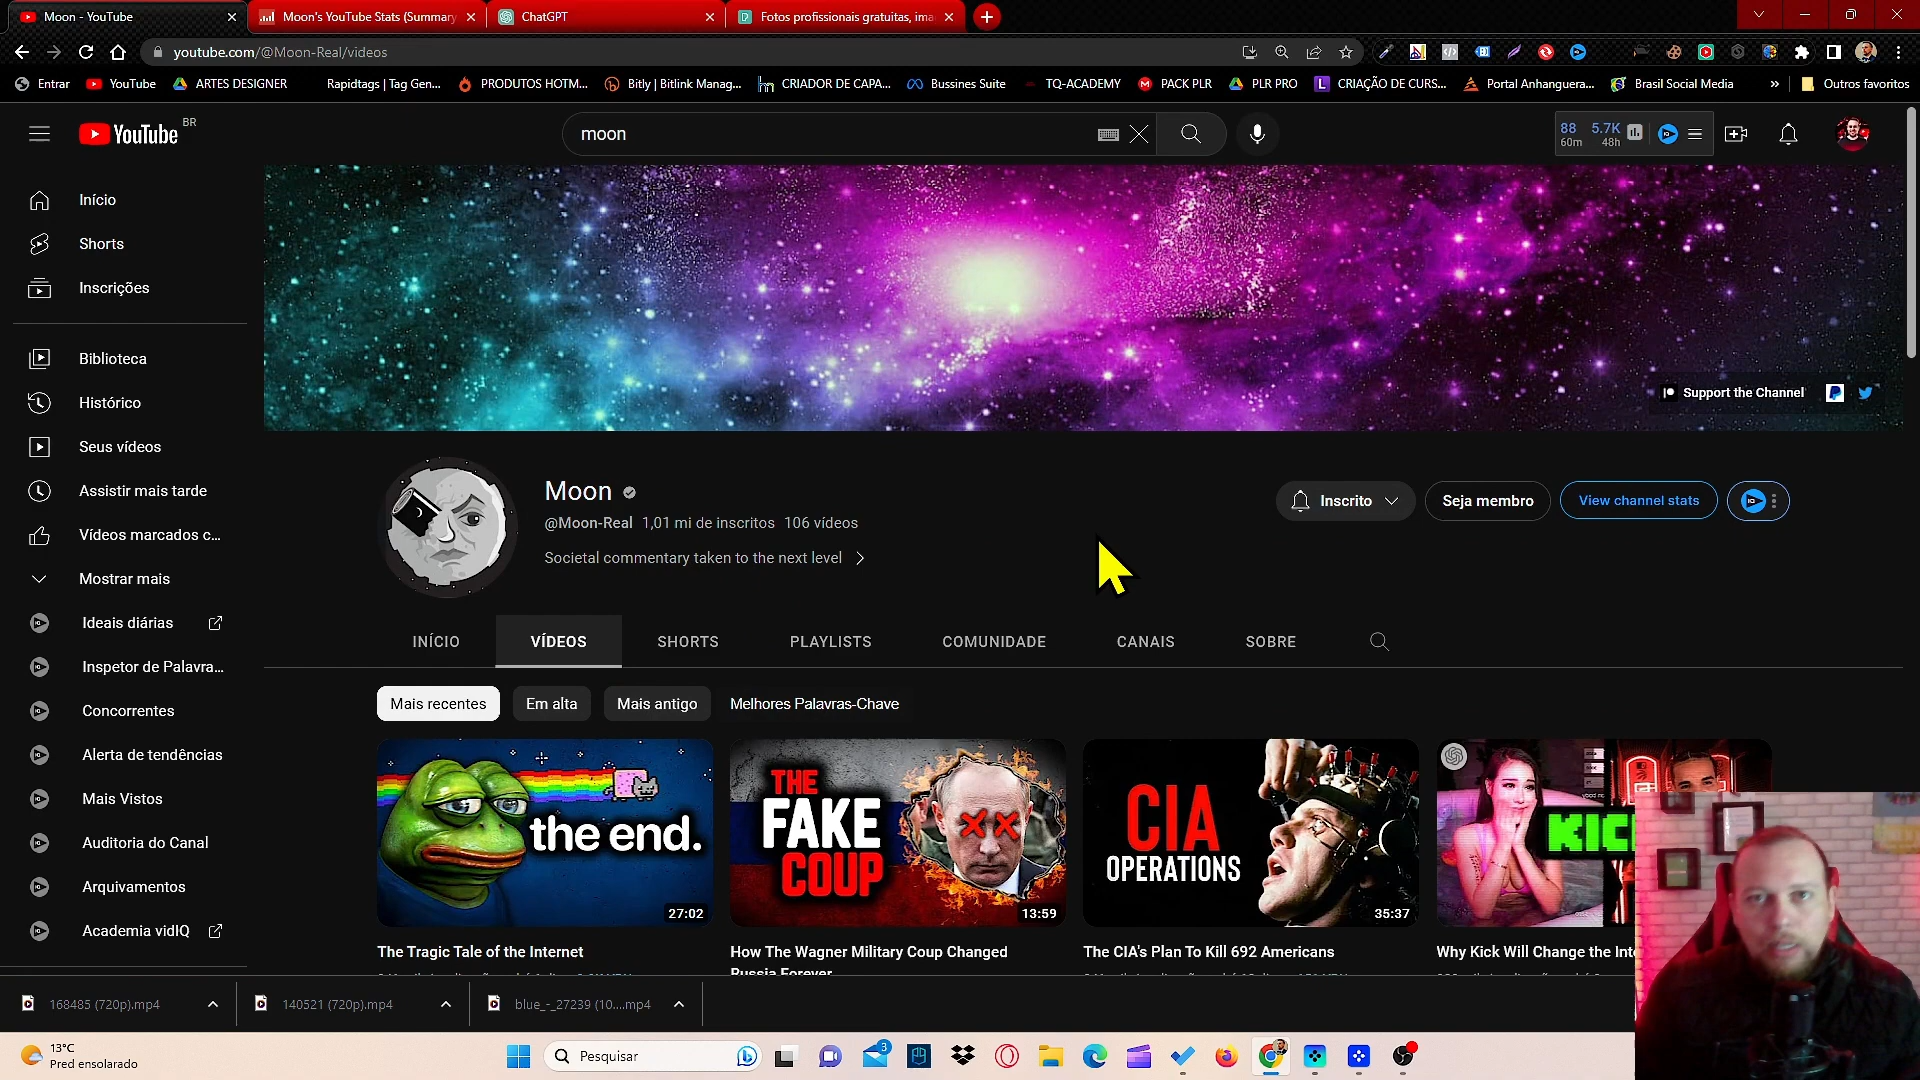 Moon - YouTube
Moon's YouTube Stats (Summary
ChatGPT
Fotos profissionais gratuitas, ima
youtube.com/@Moon-Real/videos
Entrar
YouTube
ARTES DESIGNER
Rapidtags | Tag Gen...
PRODUTOS HOTM...
Bitly | Bitlink Manag...
CRIADOR DE CAPA...
Bussines Suite
TQ-ACADEMY
PACK PLR
PLR PRO
CRIAÇÃO DE CURS...
Portal Anhanguera...
Brasil Social Media
»
Outros favoritos
YouTube
BR
moon
88
60m
5.7K
48h
Início
Shorts
Inscrições
Biblioteca
Histórico
Seus vídeos
Assistir mais tarde
Vídeos marcados c...
Mostrar mais
Ideais diárias
Inspetor de Palavra...
Concorrentes
Alerta de tendências
Mais Vistos
Auditoria do Canal
Arquivamentos
Academia vidIQ
Support the Channel
Moon
@Moon-Real 1,01 mi de inscritos 106 vídeos
Societal commentary taken to the next level
Inscrito
Seja membro
View channel stats
INÍCIO
VÍDEOS
SHORTS
PLAYLISTS
COMUNIDADE
CANAIS
SOBRE
Mais recentes
Em alta
Mais antigo
Melhores Palavras-Chave
the end.
27:02
THE
FAKE
COUP
13:59
CIA
OPERATIONS
35:37
KIC
The Tragic Tale of the Internet
How The Wagner Military Coup Changed
Russia Forever
The CIA's Plan To Kill 692 Americans
Why Kick Will Change the Inte
168485 (720p).mp4
140521 (720p).mp4
blue_-_27239 (10....mp4
13°C
Pred ensolarado
Pesquisar
3